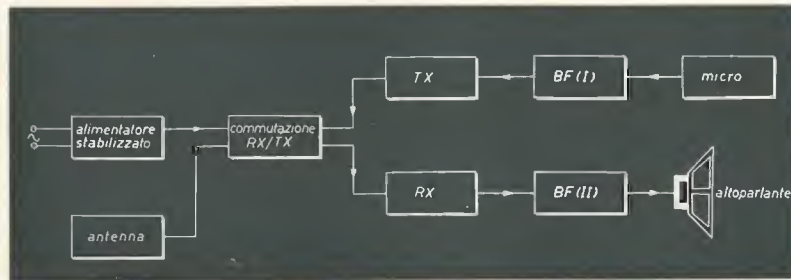 TX
BF(I)
micro
alimentatore
stabilizzato
commutazione
RX/TX
RX
BF(II)
altoparlante
antenna